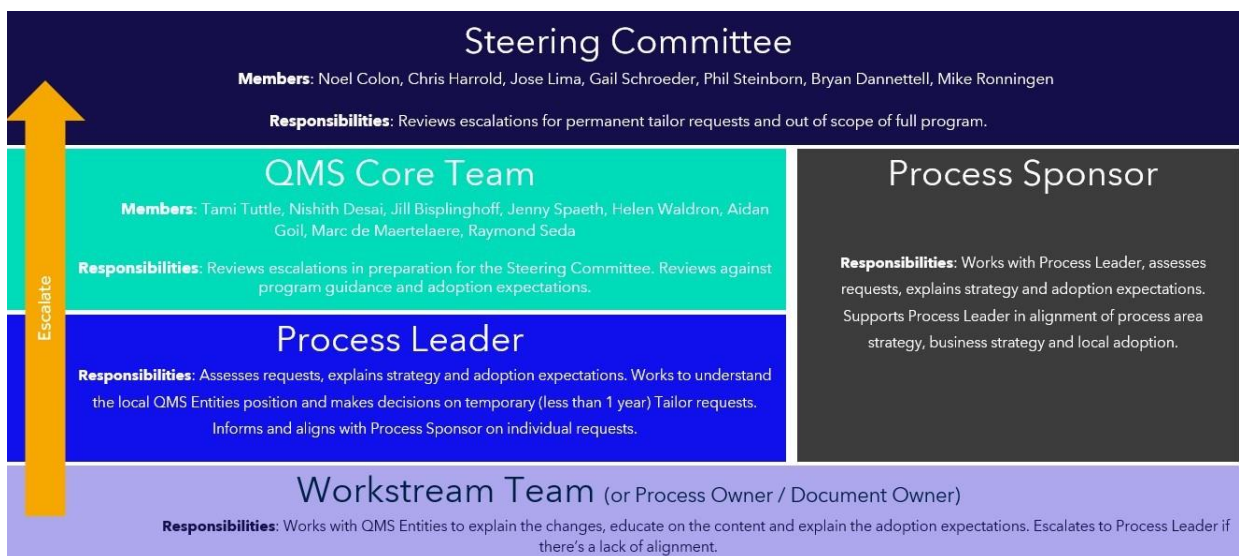 Steering Committee
Members: Noel Colon, Chris Harrold, Jose Lima, Gail Schroeder, Phil Steinborn, Bryan Dannettell, Mike Ronningen
Responsibilities: Reviews escalations for permanent tailor requests and out of scope of full program.
Escalate
QMS Core Team
Members: Tami Tuttle, Nishith Desai, Jill Bisplinghoff, Jenny Spaeth, Helen Waldron, Aidan
Goil, Marc de Maertelaere, Raymond Seda
Responsibilities: Reviews escalations in preparation for the Steering Committee. Reviews against
program guidance and adoption expectations.
Process Sponsor
Responsibilities: Works with Process Leader, assesses
requests, explains strategy and adoption expectations.
Supports Process Leader in alignment of process area
strategy, business strategy and local adoption.
Process Leader
Responsibilities: Assesses requests, explains strategy and adoption expectations. Works to understand
the local QMS Entities position and makes decisions on temporary (less than 1 year) Tailor requests.
Informs and aligns with Process Sponsor on individual requests.
Workstream Team (or Process Owner / Document Owner)
Responsibilities: Works with QMS Entities to explain the changes, educate on the content and explain the adoption expectations. Escalates to Process Leader if
there's a lack of alignment.